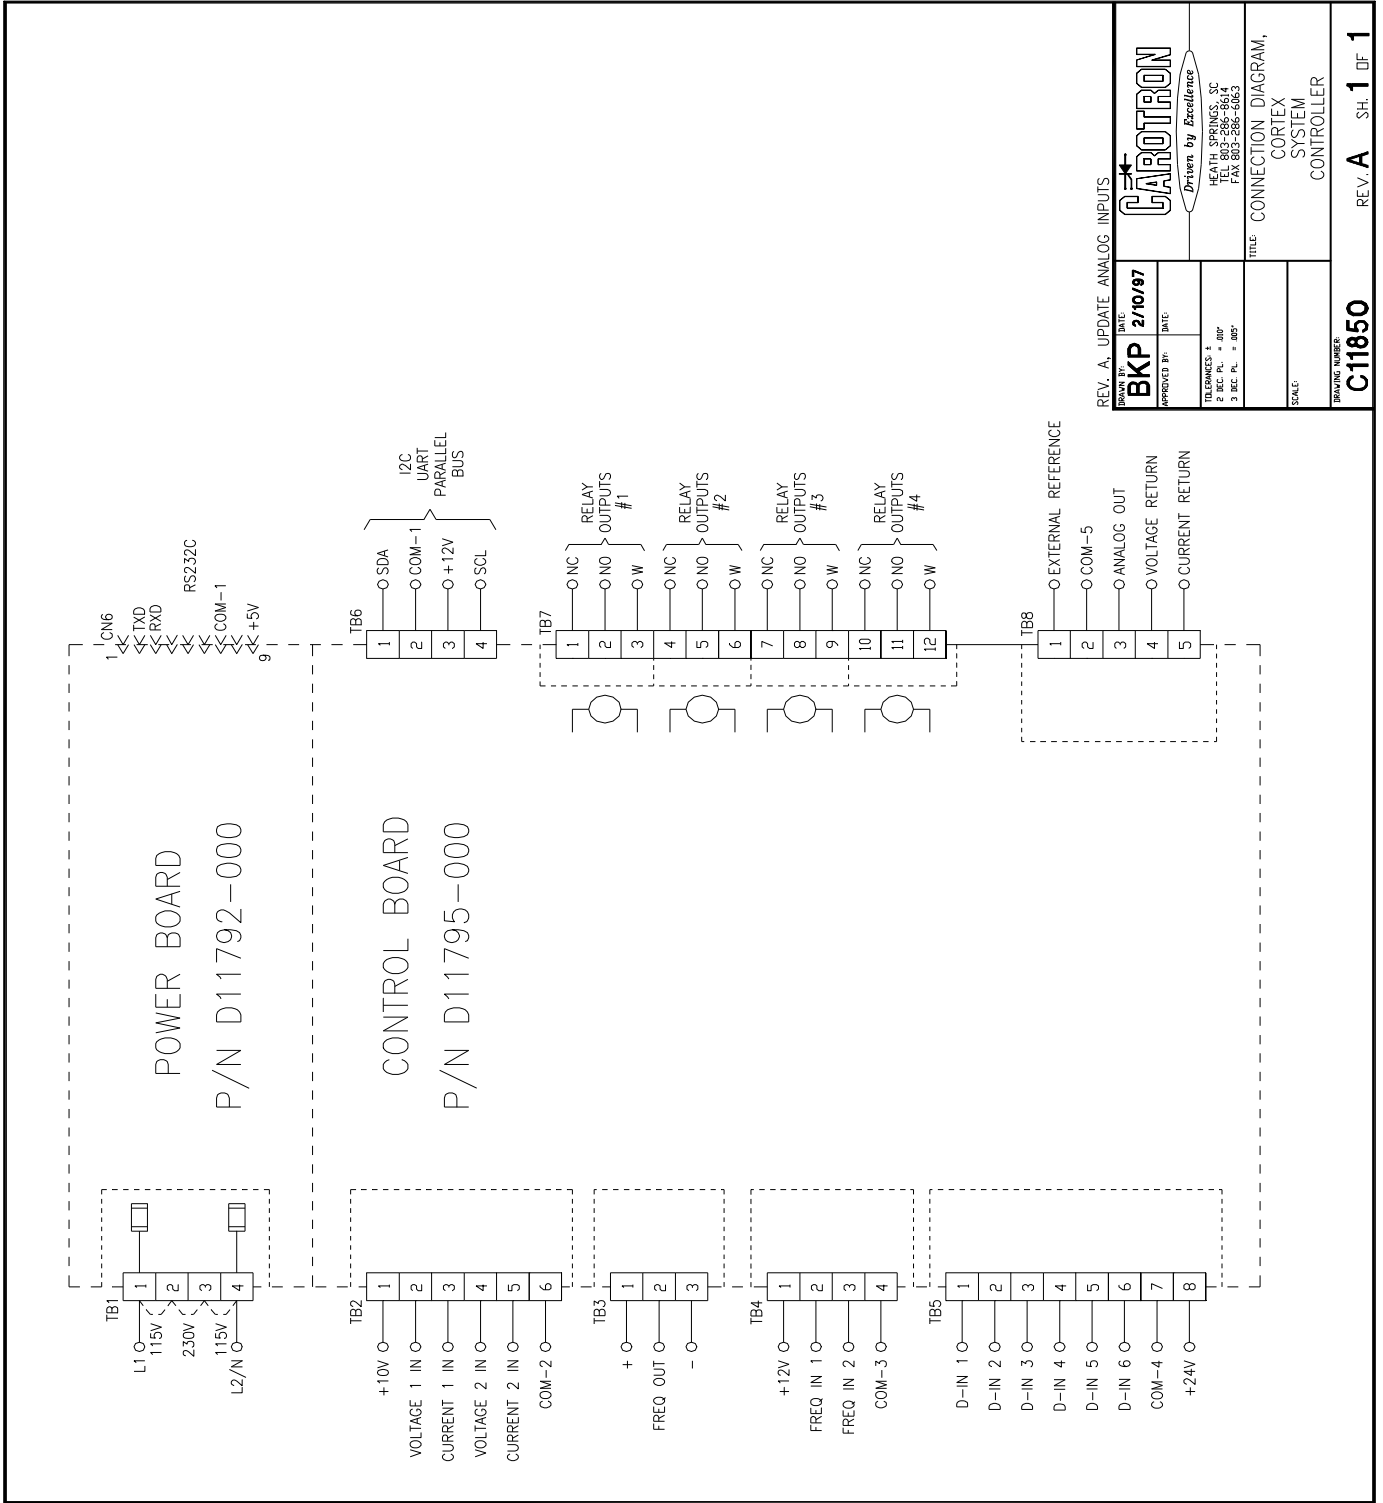 POWER BOARD
P/N D11792-000
CONTROL BOARD
P/N D11795-000
TB1
1
2
3
4
L1
115V
230V
115V
L2/N
TB2
1
2
3
4
5
6
+10V
VOLTAGE 1 IN
CURRENT 1 IN
VOLTAGE 2 IN
CURRENT 2 IN
COM-2
TB3
1
2
3
+
FREQ OUT
-
TB4
1
2
3
4
+12V
FREQ IN 1
FREQ IN 2
COM-3
TB5
1
2
3
4
5
6
7
8
D-IN 1
D-IN 2
D-IN 3
D-IN 4
D-IN 5
D-IN 6
COM-4
+24V
CN6
1
TXD
RXD
RS232C
COM-1
+5V
9
TB6
1
2
3
4
SDA
COM-1
+12V
SCL
I2C
UART
PARALLEL
BUS
TB7
1
2
3
4
5
6
7
8
9
10
11
12
NC
NO
W
NC
NO
W
NC
NO
W
NC
NO
W
RELAY
OUTPUTS
#1
RELAY
OUTPUTS
#2
RELAY
OUTPUTS
#3
RELAY
OUTPUTS
#4
TB8
1
2
3
4
5
EXTERNAL REFERENCE
COM-5
ANALOG OUT
VOLTAGE RETURN
CURRENT RETURN
REV. A, UPDATE ANALOG INPUTS
DRAWN BY:
BKP
DATE:
2/10/97
APPROVED BY:
DATE:
TOLERANCES: ±
2 DEC. PL. = .010"
3 DEC. PL. = .005"
SCALE:
CAROTRON
Driven by Excellence
HEATH SPRINGS, SC
TEL 803-286-8614
FAX 803-286-6063
TITLE: CONNECTION DIAGRAM,
CORTEX
SYSTEM
CONTROLLER
DRAWING NUMBER:
C11850
REV. A SH. 1 OF 1